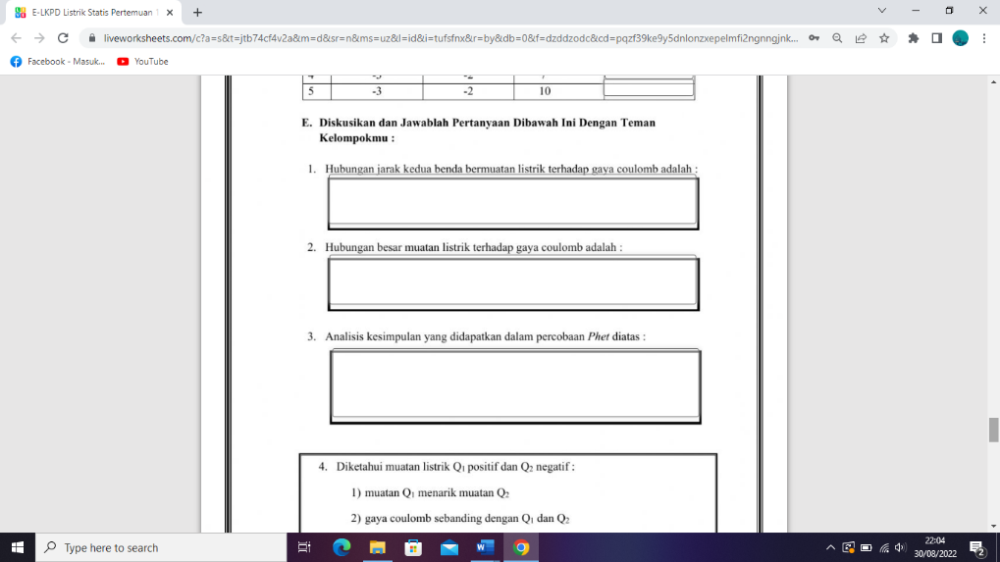 E-LKPD Listrik Statis Pertemuan 1
liveworksheets.com/c?a=s&t=jtb74cf4v2a&m=d&sr=n&ms=uz&l=id&i=tufsfnx&r=by&db=0&f=dzddzodc&cd=pqzf39ke9y5dnlonzxepelmfi2ngnngjnk...
Facebook - Masuk...
YouTube
5 -3 -2 10
E. Diskusikan dan Jawablah Pertanyaan Dibawah Ini Dengan Teman
Kelompokmu :
1. Hubungan jarak kedua benda bermuatan listrik terhadap gaya coulomb adalah :
2. Hubungan besar muatan listrik terhadap gaya coulomb adalah :
3. Analisis kesimpulan yang didapatkan dalam percobaan Phet diatas :
4. Diketahui muatan listrik Q₁ positif dan Q₂ negatif :
1) muatan Q₁ menarik muatan Q₂
2) gaya coulomb sebanding dengan Q₁ dan Q₂
Type here to search
22:04
30/08/2022
2